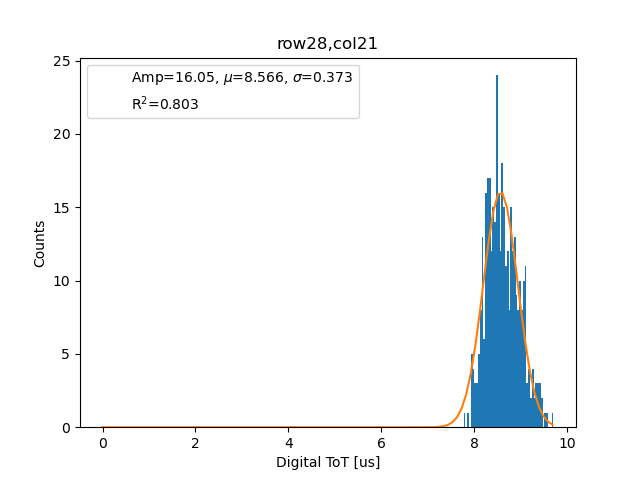 row28,col21
Amp=16.05, μ=8.566, σ=0.373
R²=0.803
25
20
15
10
5
0
Counts
0 2 4 6 8 10
Digital ToT [us]